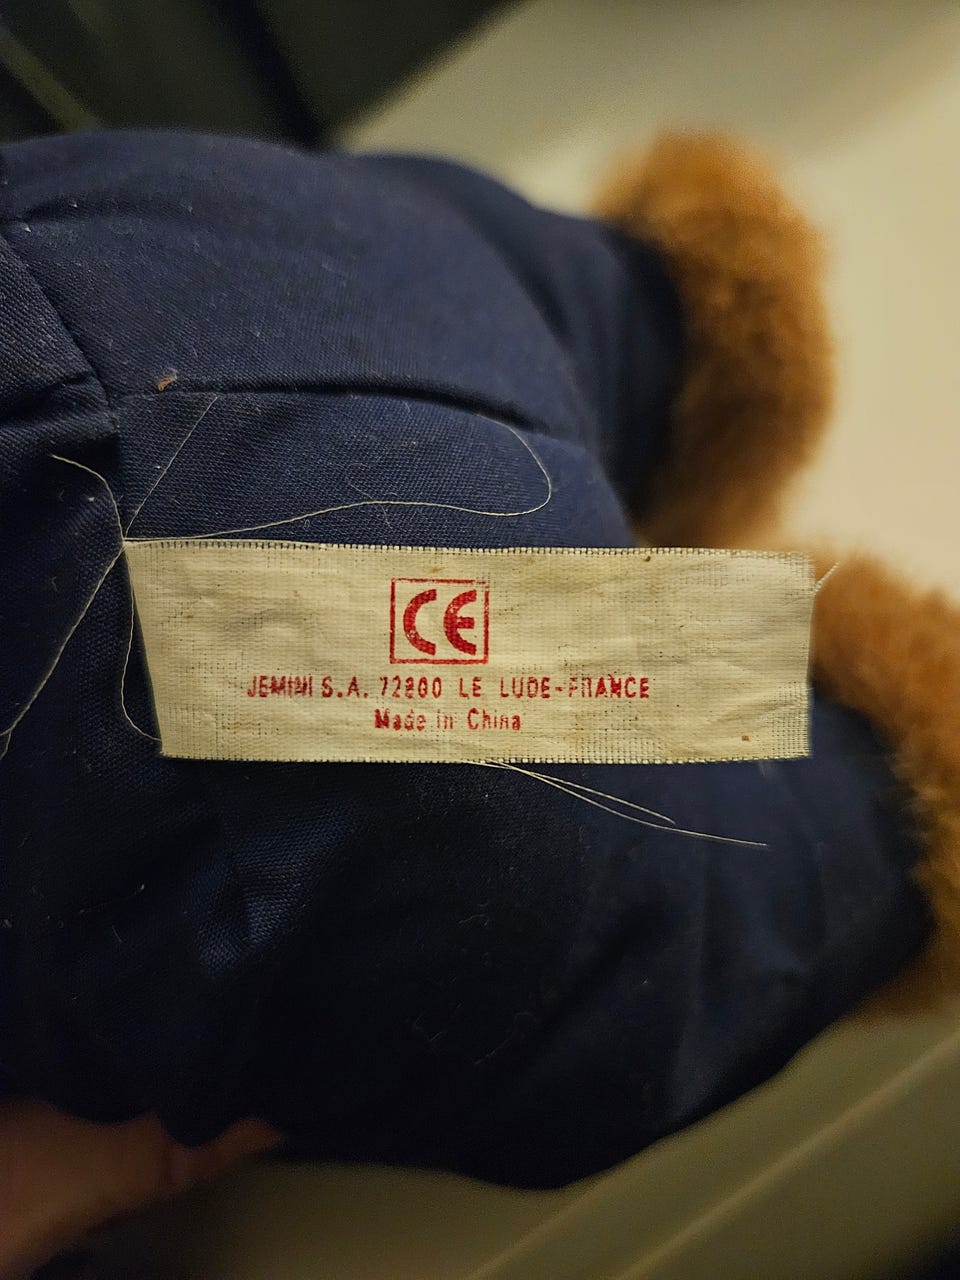 CE
JEMINI S.A. 72800 LE LUDE-FRANCE
Made in China